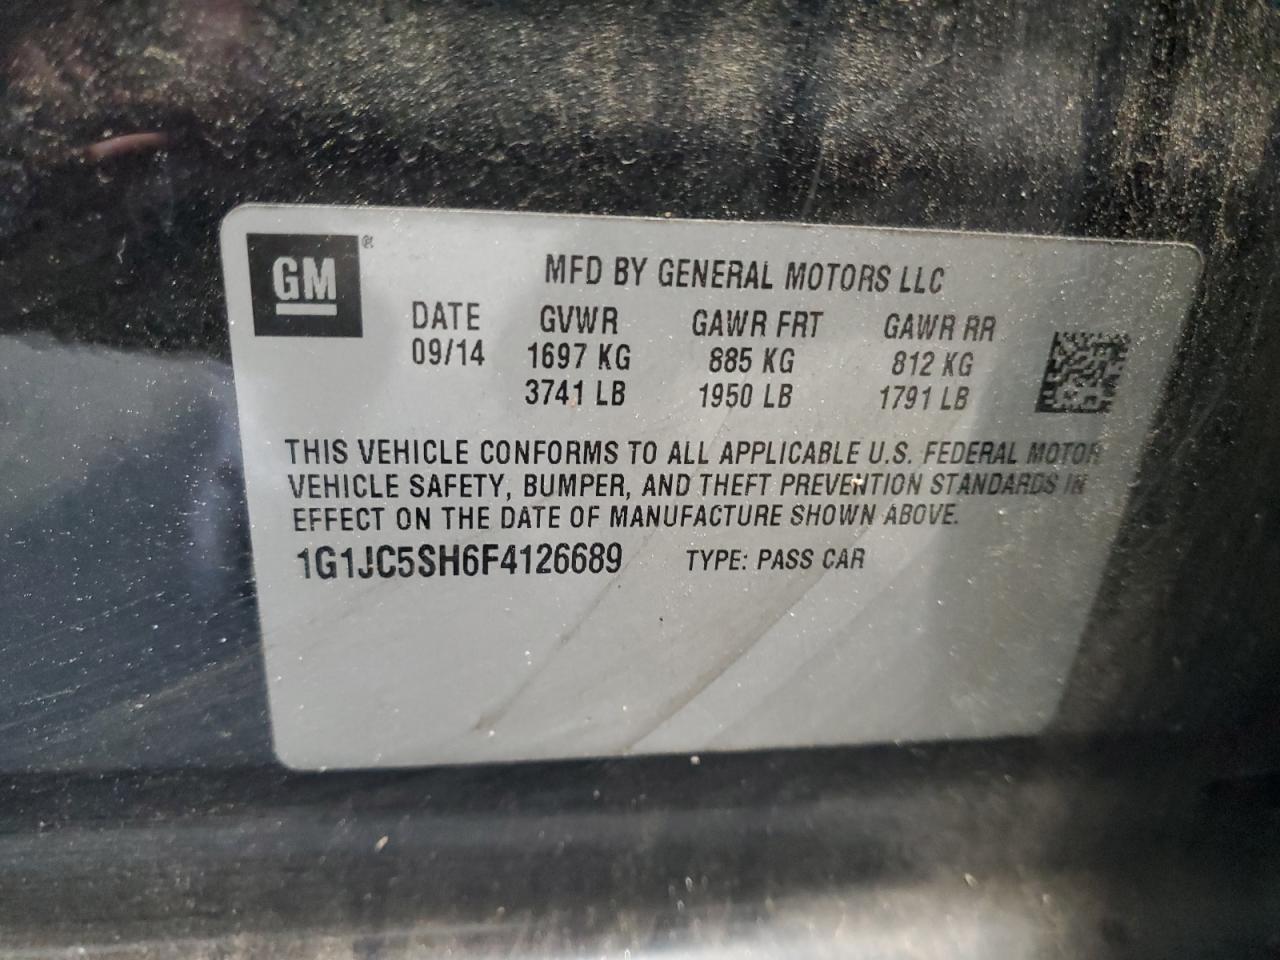 GM®
MFD BY GENERAL MOTORS LLC
DATE GVWR GAWR FRT GAWR RR
09/14 1697 KG 885 KG 812 KG
3741 LB 1950 LB 1791 LB
THIS VEHICLE CONFORMS TO ALL APPLICABLE U.S. FEDERAL MOTOR
VEHICLE SAFETY, BUMPER, AND THEFT PREVENTION STANDARDS IN
EFFECT ON THE DATE OF MANUFACTURE SHOWN ABOVE.
1G1JC5SH6F4126689 TYPE: PASS CAR